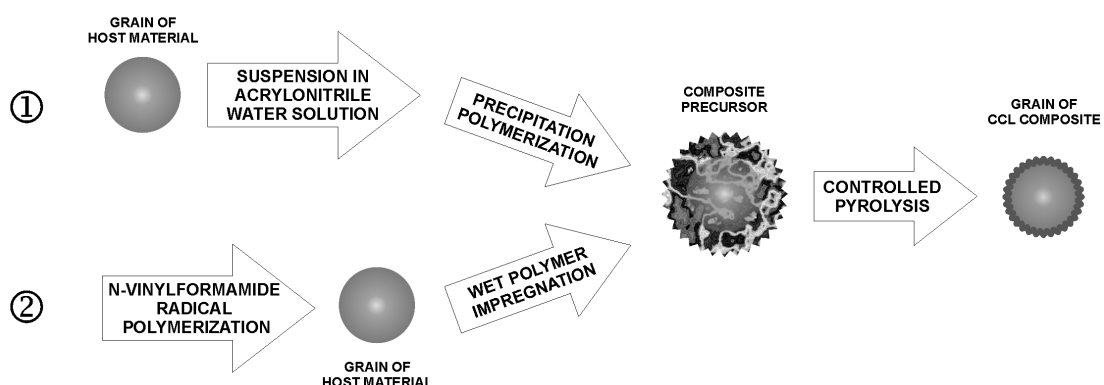 ①
GRAIN OF
HOST MATERIAL
SUSPENSION IN
ACRYLONITRILE
WATER SOLUTION
PRECIPITATION
POLYMERIZATION
COMPOSITE
PRECURSOR
CONTROLLED
PYROLYSIS
GRAIN OF
CCL COMPOSITE
②
N-VINYLFORMAMIDE
RADICAL
POLYMERIZATION
GRAIN OF
HOST MATERIAL
WET POLYMER
IMPREGNATION